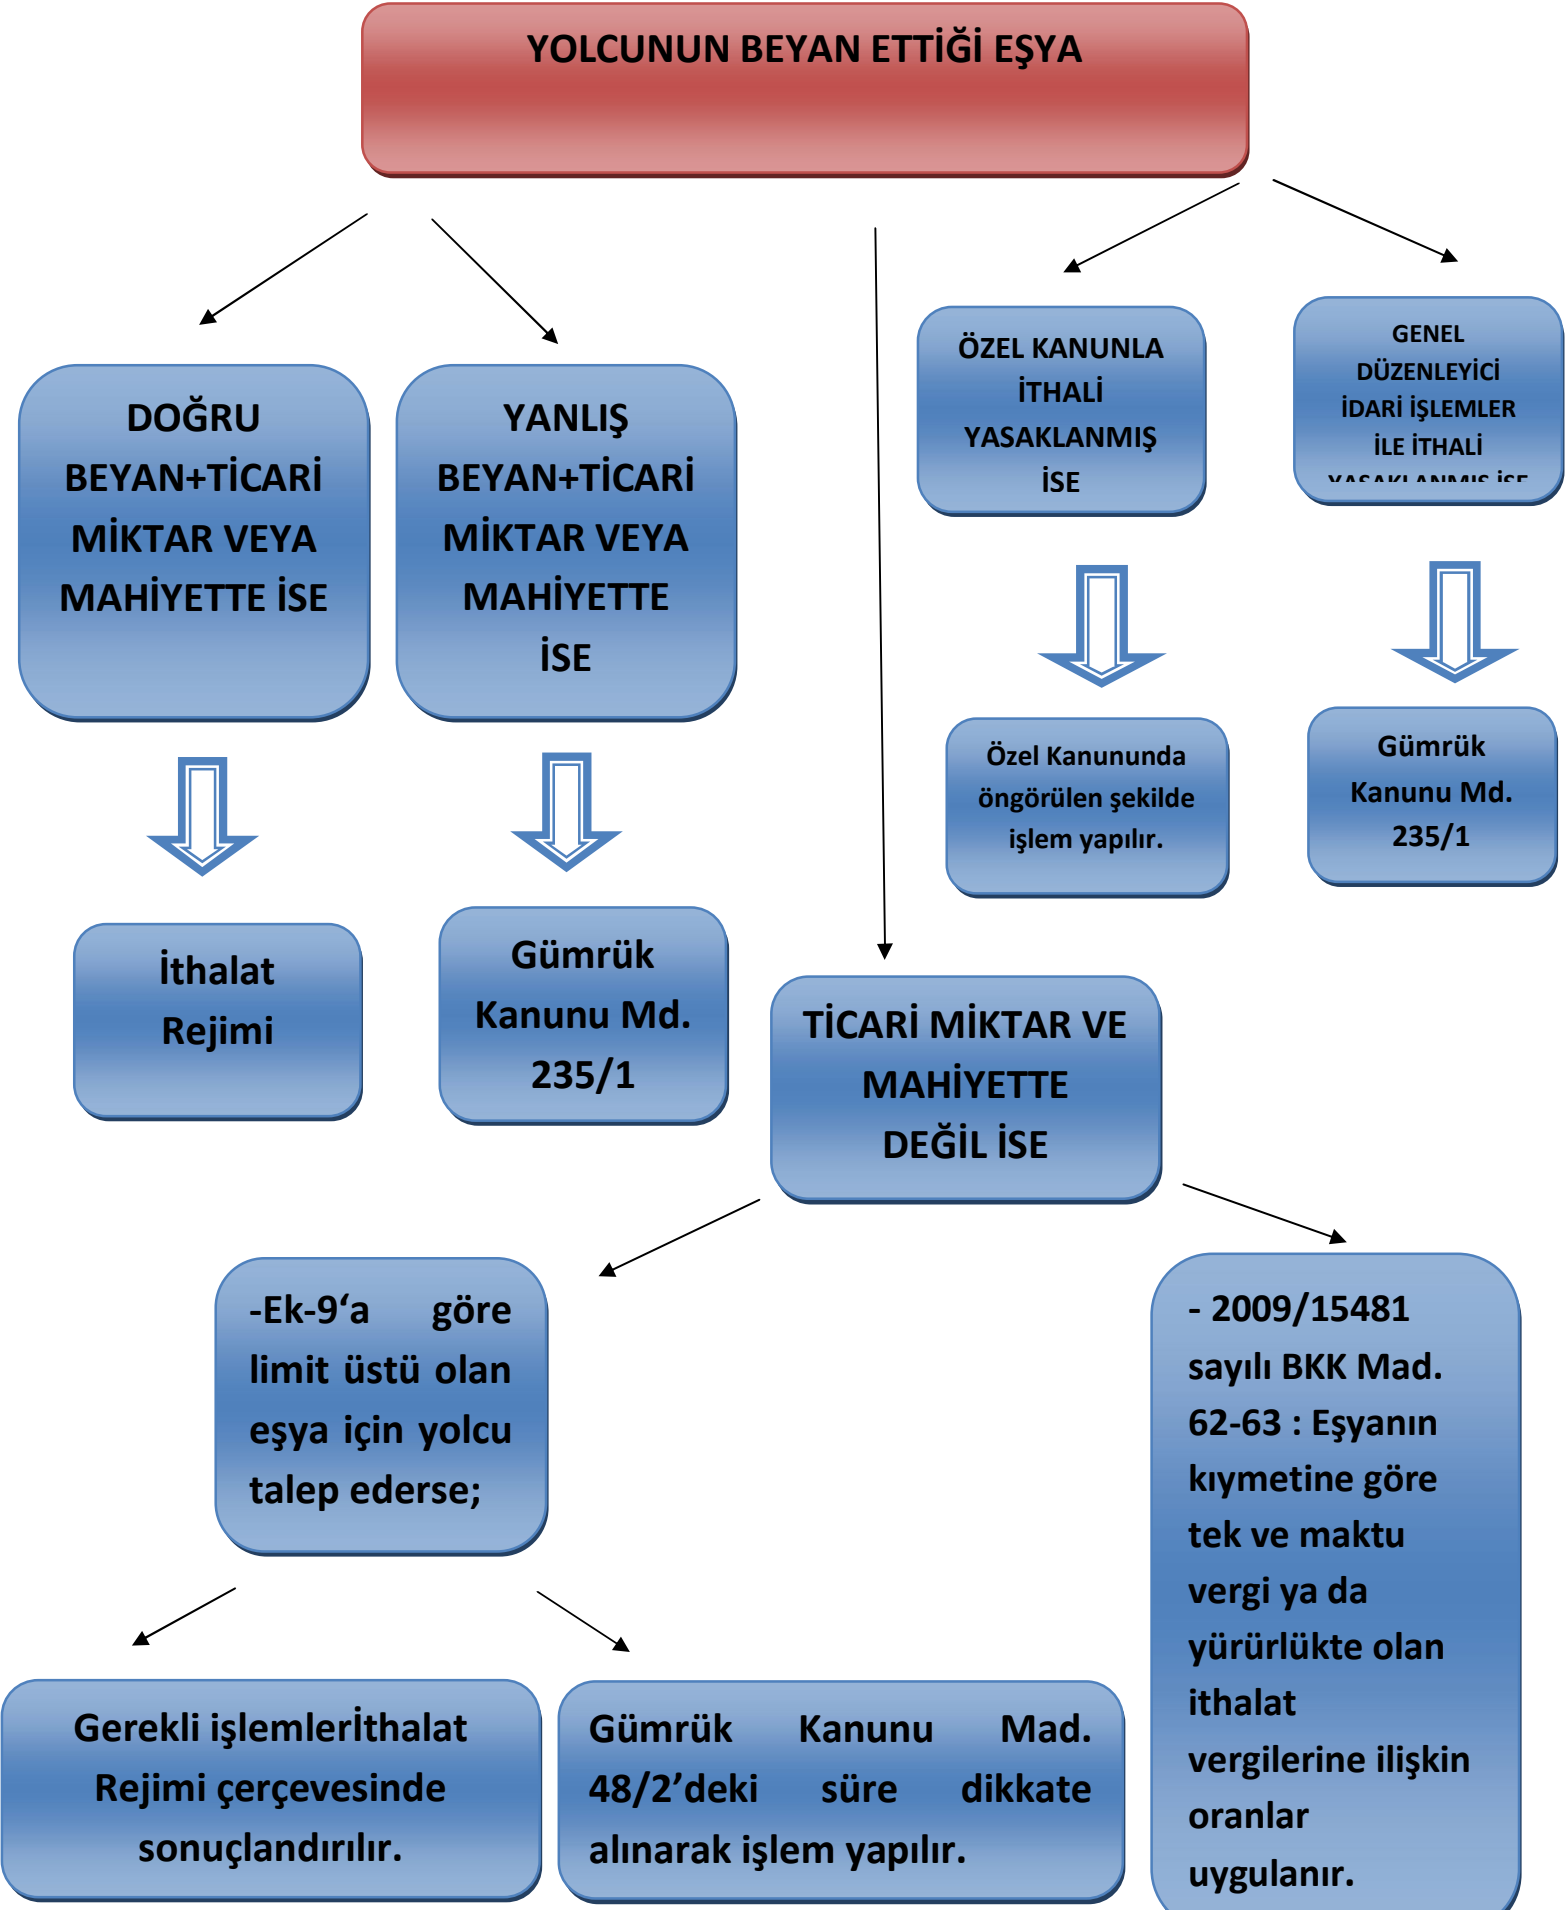 YOLCUNUN BEYAN ETTİĞİ EŞYA
DOĞRU
BEYAN+TİCARİ
MİKTAR VEYA
MAHİYETTE İSE
YANLIŞ
BEYAN+TİCARİ
MİKTAR VEYA
MAHİYETTE
İSE
ÖZEL KANUNLA
İTHALİ
YASAKLANMIŞ
İSE
GENEL
DÜZENLEYİCİ
İDARİ İŞLEMLER
İLE İTHALİ
YASAKLANMIŞ İSE
Özel Kanununda
öngörülen şekilde
işlem yapılır.
Gümrük
Kanunu Md.
235/1
İthalat
Rejimi
Gümrük
Kanunu Md.
235/1
TİCARİ MİKTAR VE
MAHİYETTE
DEĞİL İSE
-Ek-9‘a göre
limit üstü olan
eşya için yolcu
talep ederse;
- 2009/15481
sayılı BKK Mad.
62-63 : Eşyanın
kıymetine göre
tek ve maktu
vergi ya da
yürürlükte olan
ithalat
vergilerine ilişkin
oranlar
uygulanır.
Gerekli işlemlerİthalat
Rejimi çerçevesinde
sonuçlandırılır.
Gümrük Kanunu Mad.
48/2’deki süre dikkate
alınarak işlem yapılır.